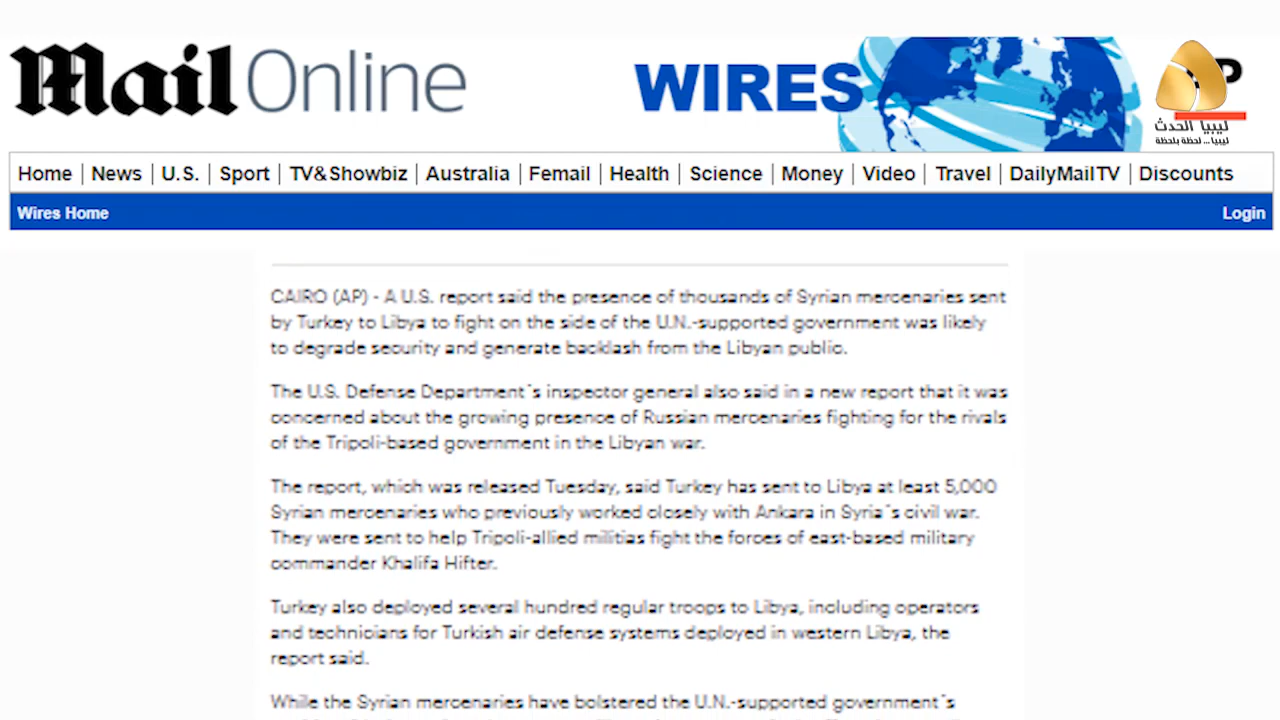 Mail Online
WIRES
P
ليبيا الحدث
ليبيا... لحظة بلحظة
Home News U.S. Sport TV&Showbiz Australia Femail Health Science Money Video Travel DailyMailTV Discounts
Wires Home Login
CAIRO (AP) - A U.S. report said the presence of thousands of Syrian mercenaries sent
by Turkey to Libya to fight on the side of the U.N.-supported government was likely
to degrade security and generate backlash from the Libyan public.
The U.S. Defense Department´s inspector general also said in a new report that it was
concerned about the growing presence of Russian mercenaries fighting for the rivals
of the Tripoli-based government in the Libyan war.
The report, which was released Tuesday, said Turkey has sent to Libya at least 5,000
Syrian mercenaries who previously worked closely with Ankara in Syria´s civil war.
They were sent to help Tripoli-allied militias fight the forces of east-based military
commander Khalifa Hifter.
Turkey also deployed several hundred regular troops to Libya, including operators
and technicians for Turkish air defense systems deployed in western Libya, the
report said.
While the Syrian mercenaries have bolstered the U.N.-supported government´s